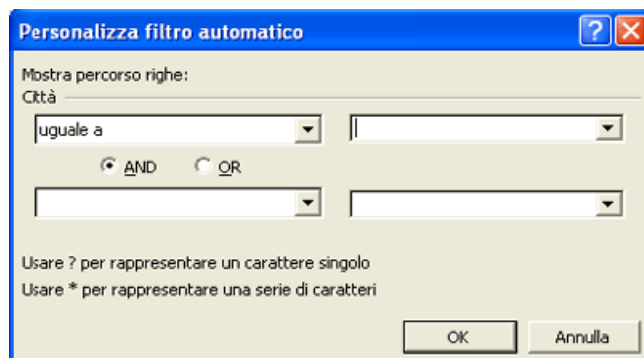 Personalizza filtro automatico
Mostra percorso righe:
Città
uguale a
AND OR
Usare ? per rappresentare un carattere singolo
Usare * per rappresentare una serie di caratteri
OK Annulla